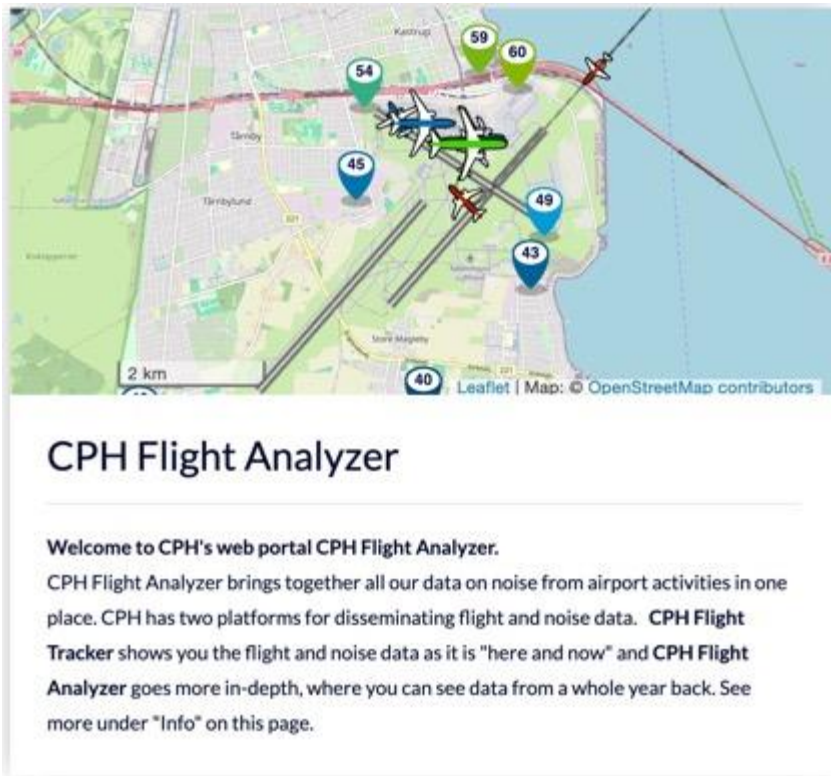 Kastrup
59
60
54
Tårnby
45
Tårnbylund
221
49
43
Store Magleby
2 km
40
221
Leaflet | Map: © OpenStreetMap contributors
CPH Flight Analyzer
Welcome to CPH's web portal CPH Flight Analyzer.
CPH Flight Analyzer brings together all our data on noise from airport activities in one
place. CPH has two platforms for disseminating flight and noise data. CPH Flight
Tracker shows you the flight and noise data as it is "here and now" and CPH Flight
Analyzer goes more in-depth, where you can see data from a whole year back. See
more under "Info" on this page.